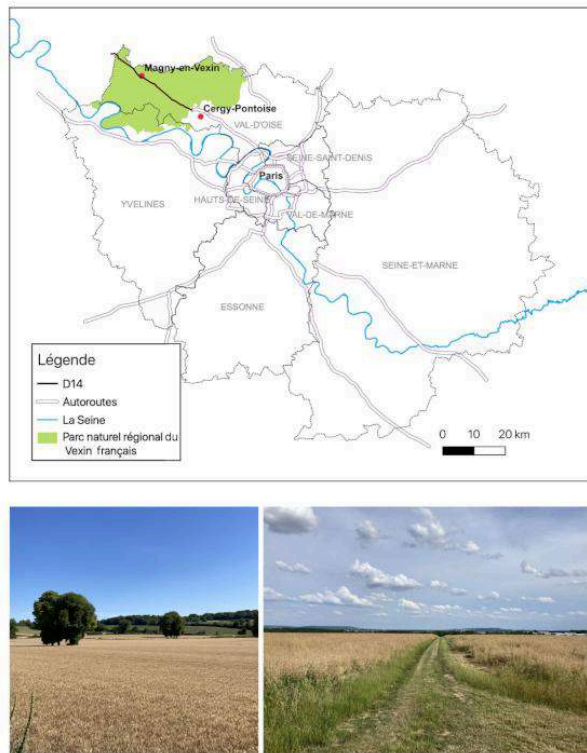 Magny-en-Vexin
Cergy-Pontoise
VAL-D'OISE
SEINE-SAINT-DENIS
Paris
YVELINES
HAUTS-DE-SEINE
VAL-DE-MARNE
SEINE-ET-MARNE
ESSONNE
Légende
D14
Autoroutes
La Seine
Parc naturel régional du
Vexin français
0 10 20 km